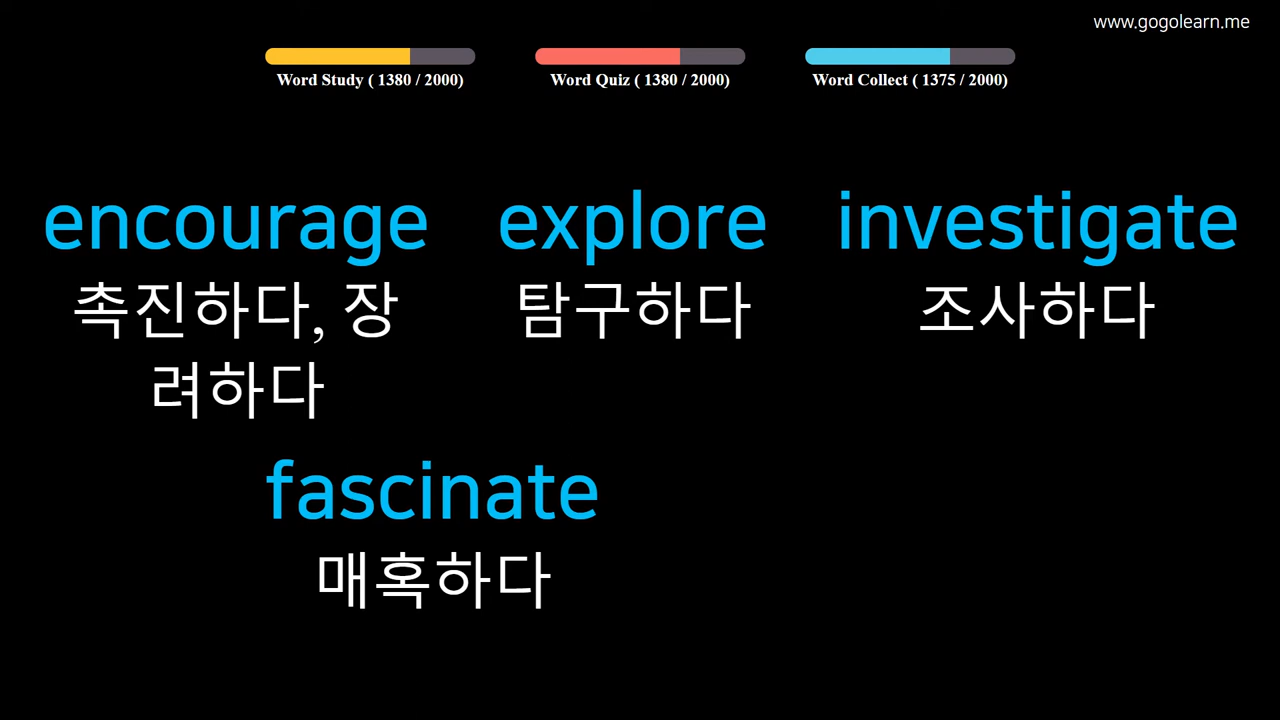 www.gogolearn.me
Word Study ( 1380 / 2000)
Word Quiz ( 1380 / 2000)
Word Collect ( 1375 / 2000)
encourage
촉진하다, 장
려하다
explore
탐구하다
investigate
조사하다
fascinate
매혹하다